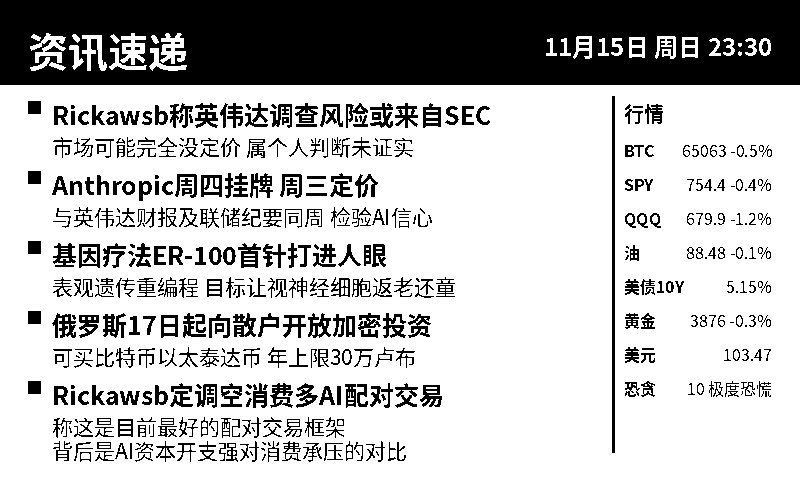 资讯速递
11月15日 周日 23:30
Rickawsb称英伟达调查风险或来自SEC
市场可能完全没定价 属个人判断未证实
Anthropic周四挂牌 周三定价
与英伟达财报及联储纪要同周 检验AI信心
基因疗法ER-100首针打进人眼
表观遗传重编程 目标让视神经细胞返老还童
俄罗斯17日起向散户开放加密投资
可买比特币以太泰达币 年上限30万卢布
Rickawsb定调空消费多AI配对交易
称这是目前最好的配对交易框架
背后是AI资本开支强对消费承压的对比
行情
BTC 65063 -0.5%
SPY 754.4 -0.4%
QQQ 679.9 -1.2%
油 88.48 -0.1%
美债10Y 5.15%
黄金 3876 -0.3%
美元 103.47
恐贪 10 极度恐慌